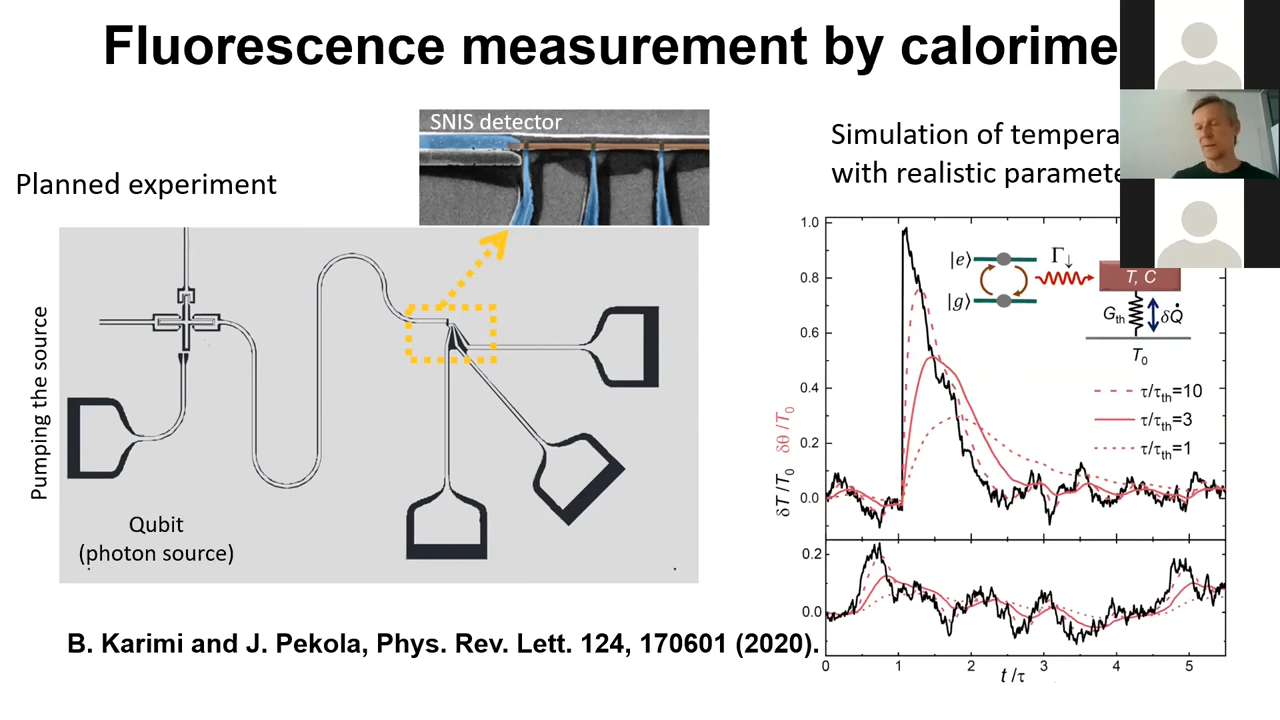 Fluorescence measurement by calorime
SNIS detector
Planned experiment
Simulation of tempera
with realistic paramete
Pumping the source
Qubit
(photon source)
B. Karimi and J. Pekola, Phys. Rev. Lett. 124, 170601 (2020).
δT/T₀ δθ/T₀
1.0
0.8
0.6
0.4
0.2
0.0
0.2
0.0
|e⟩
|g⟩
Γ↓
T, C
Gth
δQ̇
T₀
τ/τth=10
τ/τth=3
τ/τth=1
0 1 2 3 4 5
t/τ